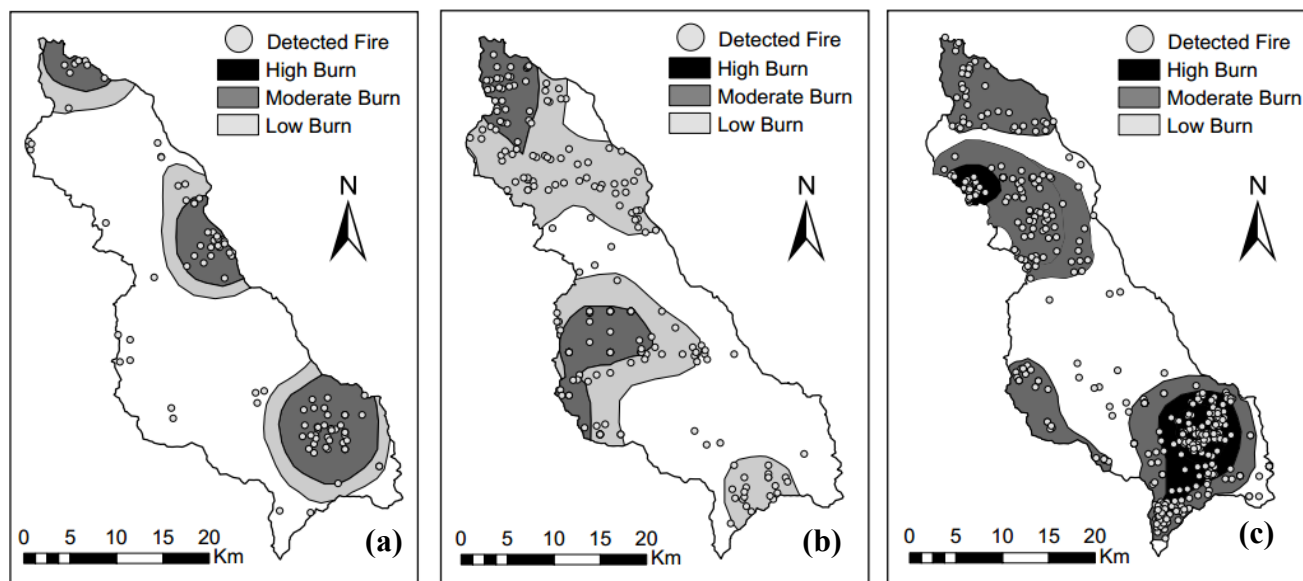 Detected Fire
High Burn
Moderate Burn
Low Burn
N
0 5 10 15 20
Km
(a)
Detected Fire
High Burn
Moderate Burn
Low Burn
N
0 5 10 15 20
Km
(b)
Detected Fire
High Burn
Moderate Burn
Low Burn
N
0 5 10 15 20
Km
(c)